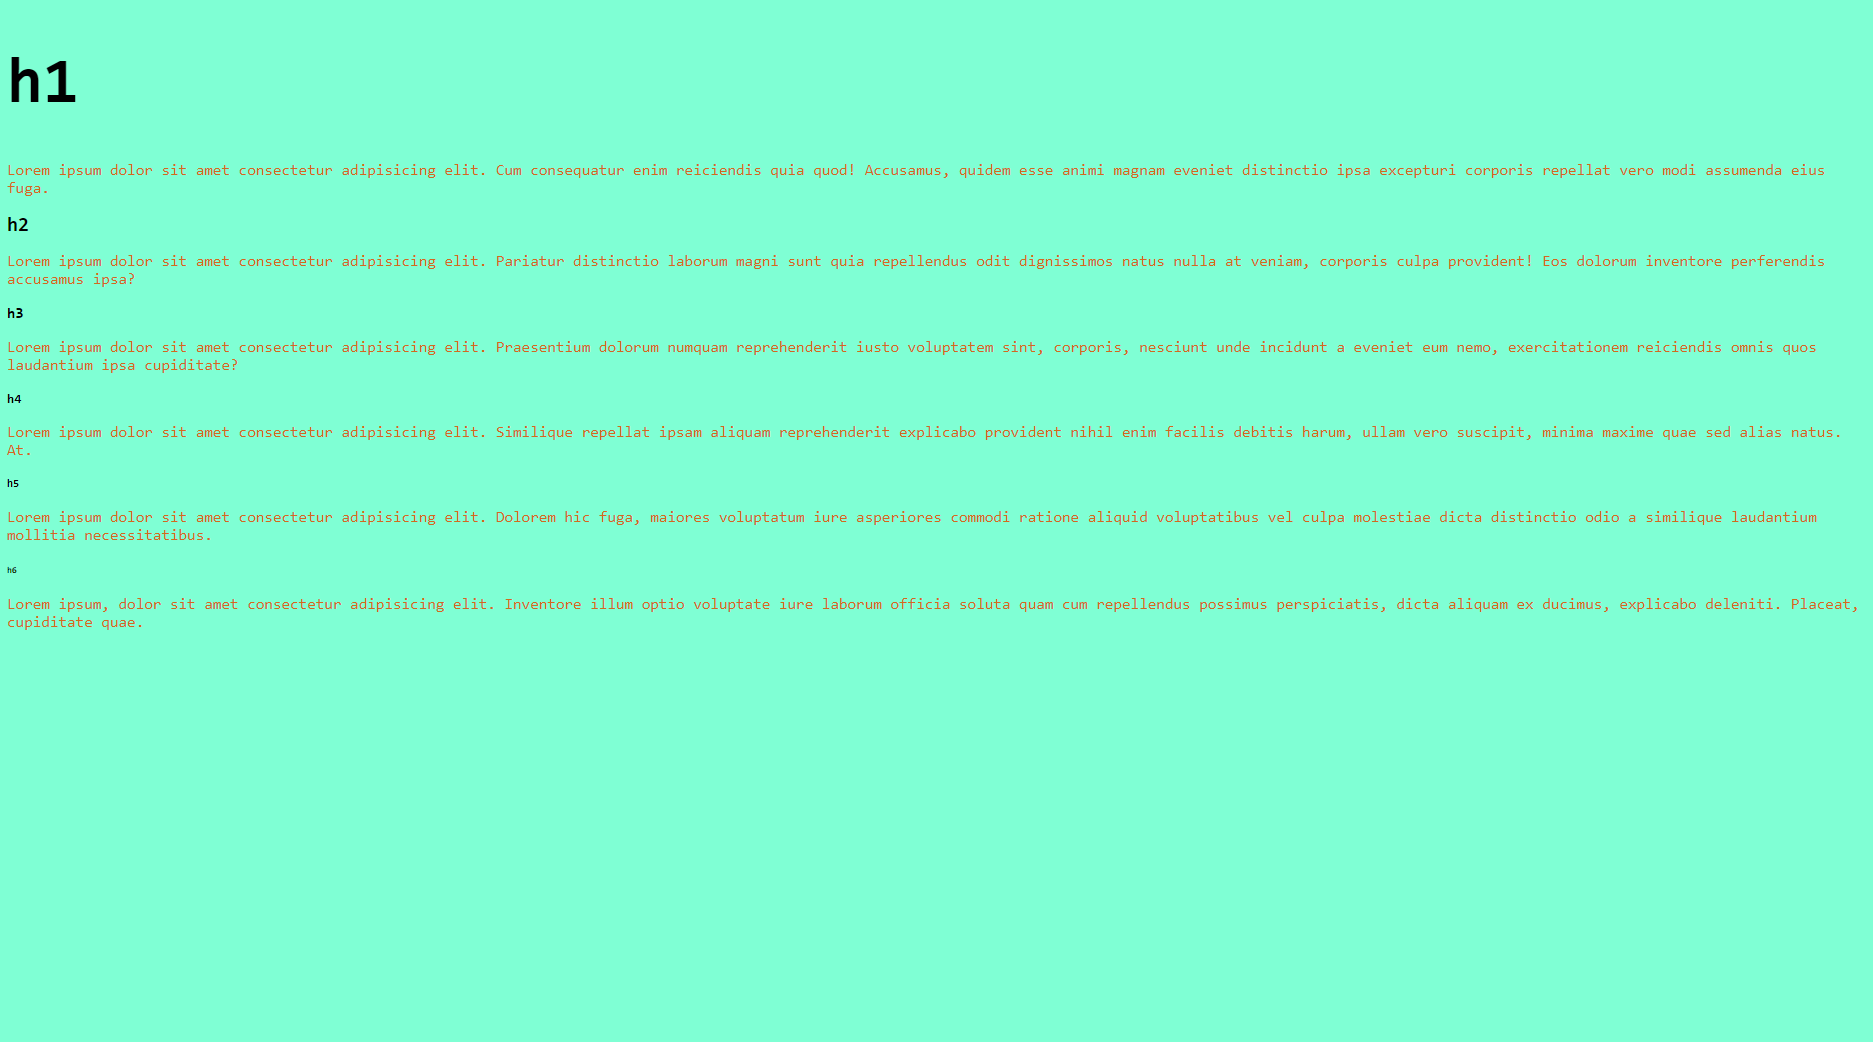 h1
Lorem ipsum dolor sit amet consectetur adipisicing elit. Cum consequatur enim reiciendis quia quod! Accusamus, quidem esse animi magnam eveniet distinctio ipsa excepturi corporis repellat vero modi assumenda eius
fuga.
h2
Lorem ipsum dolor sit amet consectetur adipisicing elit. Pariatur distinctio laborum magni sunt quia repellendus odit dignissimos natus nulla at veniam, corporis culpa provident! Eos dolorum inventore perferendis
accusamus ipsa?
h3
Lorem ipsum dolor sit amet consectetur adipisicing elit. Praesentium dolorum numquam reprehenderit iusto voluptatem sint, corporis, nesciunt unde incidunt a eveniet eum nemo, exercitationem reiciendis omnis quos
laudantium ipsa cupiditate?
h4
Lorem ipsum dolor sit amet consectetur adipisicing elit. Similique repellat ipsam aliquam reprehenderit explicabo provident nihil enim facilis debitis harum, ullam vero suscipit, minima maxime quae sed alias natus.
At.
h5
Lorem ipsum dolor sit amet consectetur adipisicing elit. Dolorem hic fuga, maiores voluptatum iure asperiores commodi ratione aliquid voluptatibus vel culpa molestiae dicta distinctio odio a similique laudantium
mollitia necessitatibus.
h6
Lorem ipsum, dolor sit amet consectetur adipisicing elit. Inventore illum optio voluptate iure laborum officia soluta quam cum repellendus possimus perspiciatis, dicta aliquam ex ducimus, explicabo deleniti. Placeat,
cupiditate quae.